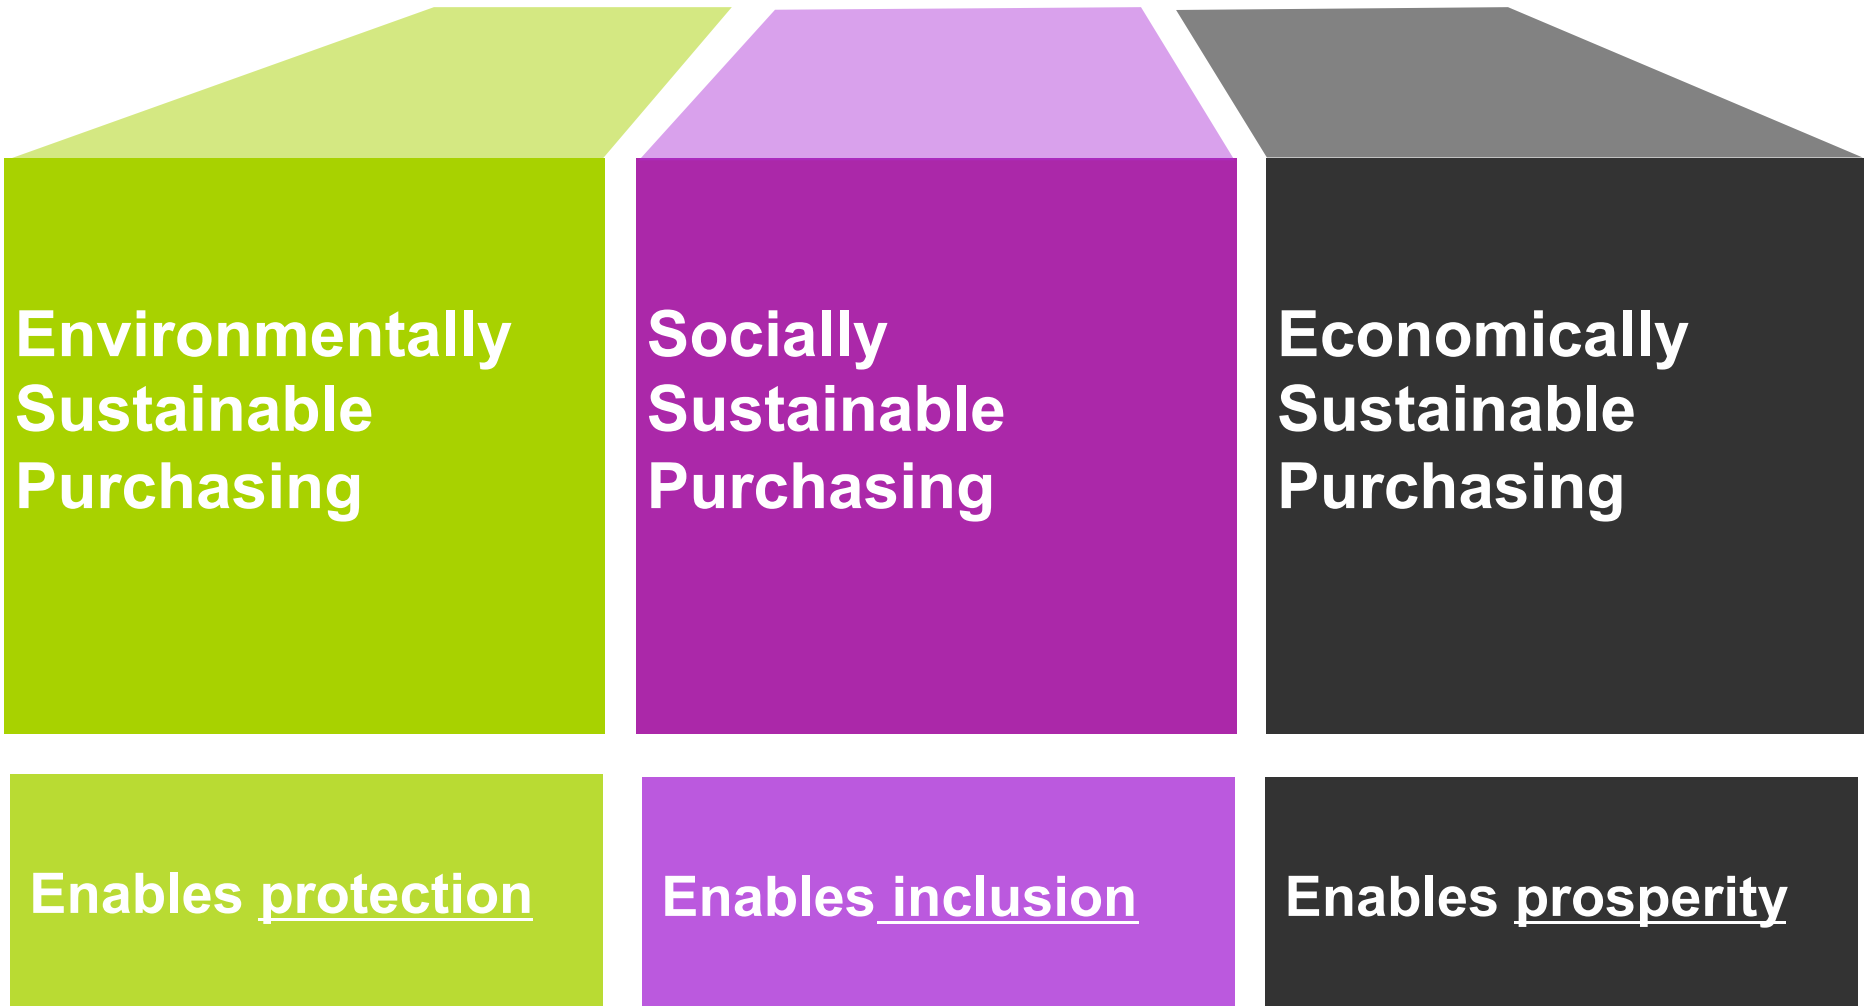 Environmentally
Sustainable
Purchasing
Socially
Sustainable
Purchasing
Economically
Sustainable
Purchasing
Enables protection
Enables inclusion
Enables prosperity